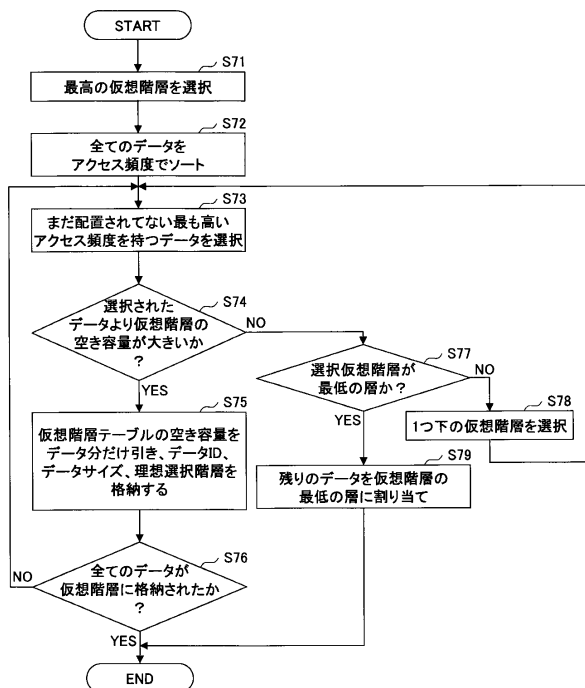 START
S71
最高の仮想階層を選択
S72
全てのデータを
アクセス頻度でソート
S73
まだ配置されてない最も高い
アクセス頻度を持つデータを選択
S74
選択された
データより仮想階層の
空き容量が大きいか
?
NO
YES
S77
選択仮想階層が
最低の層か?
NO
YES
S78
1つ下の仮想階層を選択
S75
仮想階層テーブルの空き容量を
データ分だけ引き、データID、
データサイズ、理想選択階層を
格納する
S79
残りのデータを仮想階層の
最低の層に割り当て
S76
全てのデータが
仮想階層に格納されたか
?
NO
YES
END